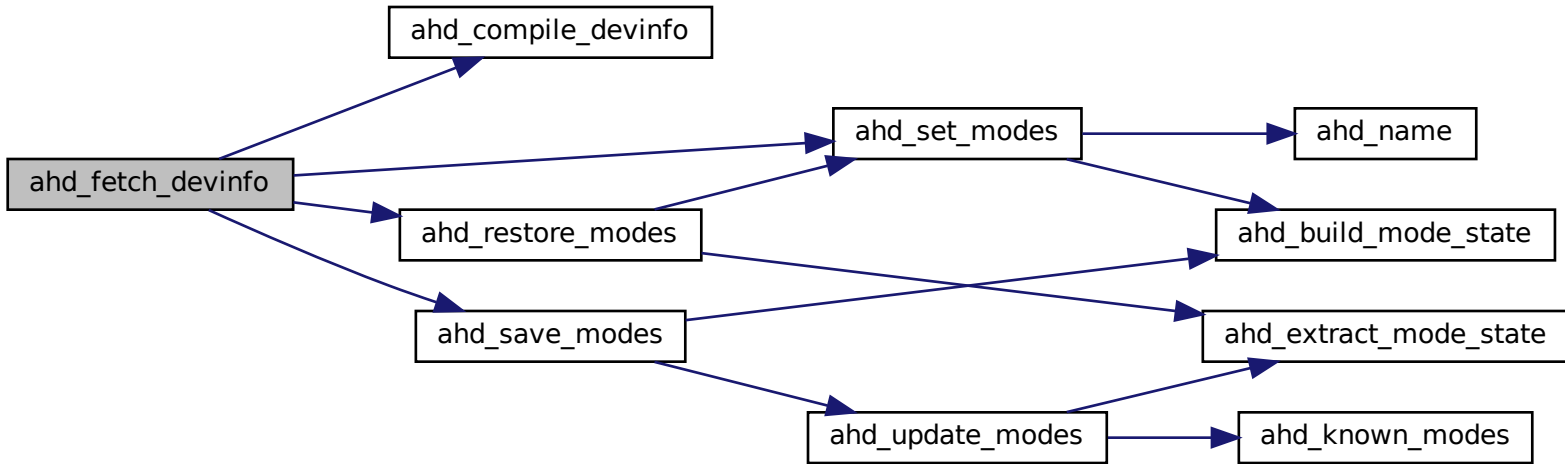 ahd_compile_devinfo
ahd_set_modes
ahd_name
ahd_fetch_devinfo
ahd_restore_modes
ahd_build_mode_state
ahd_save_modes
ahd_extract_mode_state
ahd_update_modes
ahd_known_modes